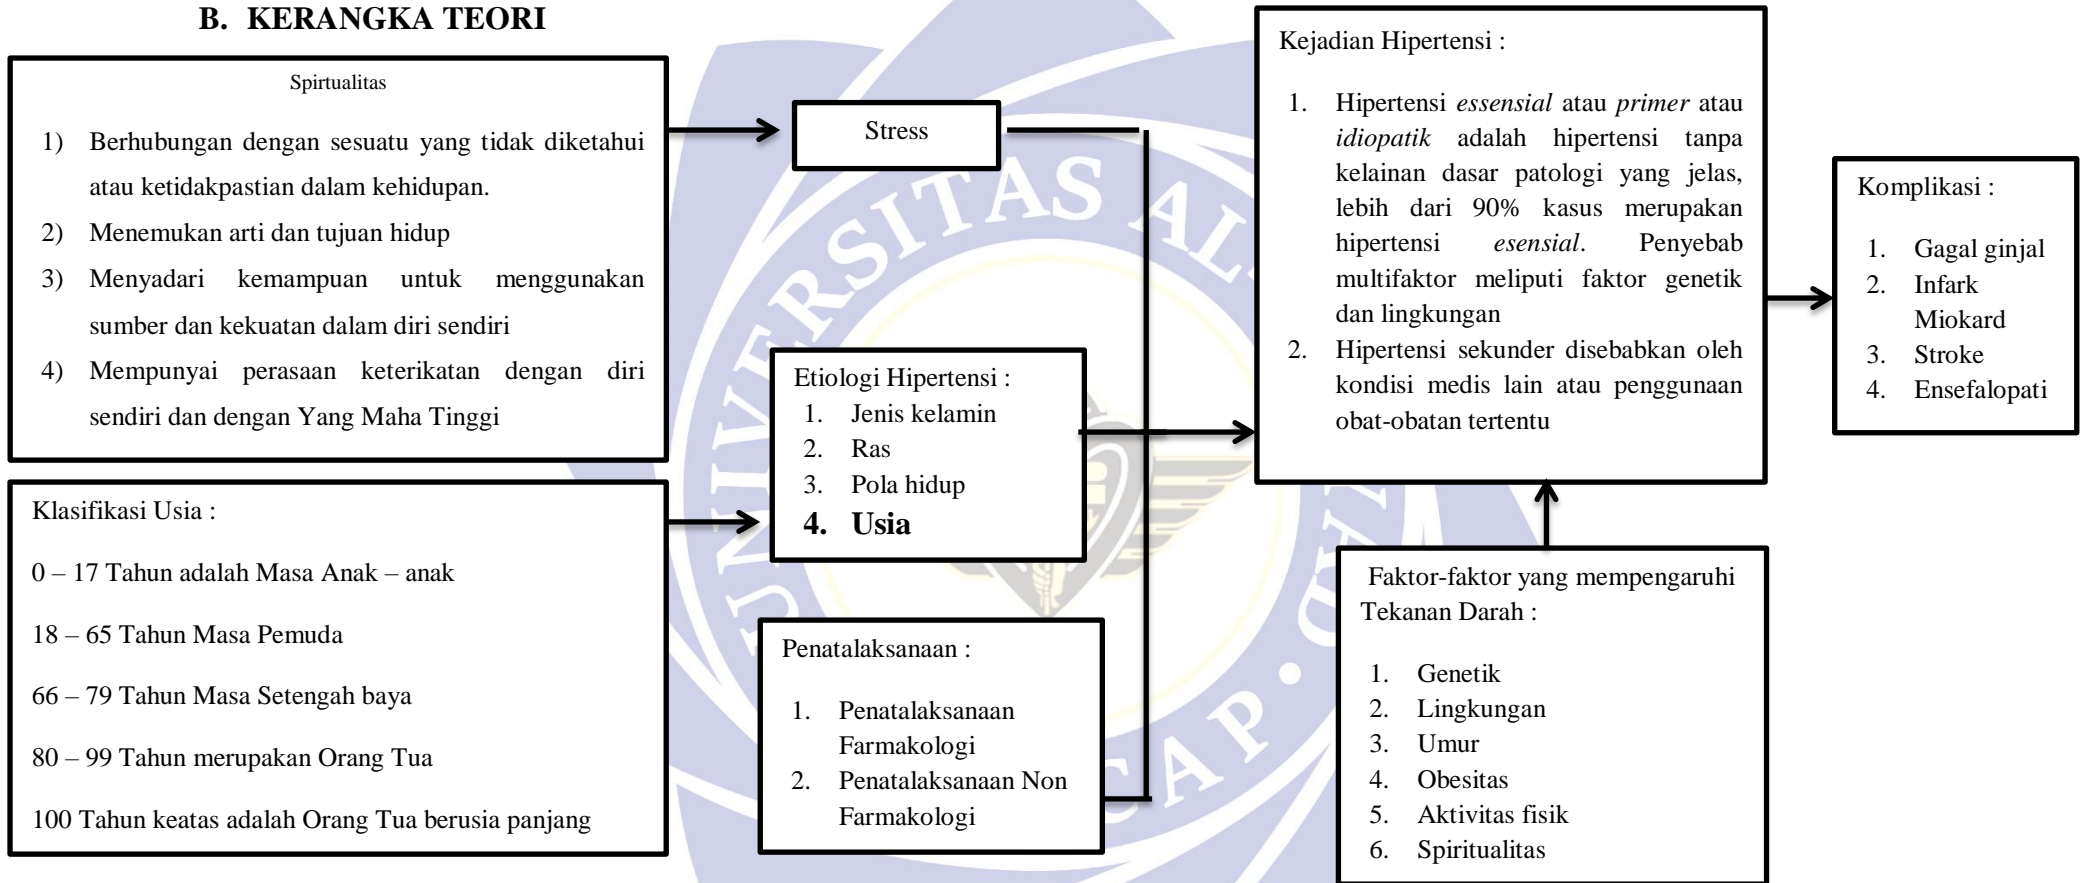 B. KERANGKA TEORI
Spirtualitas
1) Berhubungan dengan sesuatu yang tidak diketahui
atau ketidakpastian dalam kehidupan.
2) Menemukan arti dan tujuan hidup
3) Menyadari kemampuan untuk menggunakan
sumber dan kekuatan dalam diri sendiri
4) Mempunyai perasaan keterikatan dengan diri
sendiri dan dengan Yang Maha Tinggi
Klasifikasi Usia :
0 – 17 Tahun adalah Masa Anak – anak
18 – 65 Tahun Masa Pemuda
66 – 79 Tahun Masa Setengah baya
80 – 99 Tahun merupakan Orang Tua
100 Tahun keatas adalah Orang Tua berusia panjang
Stress
Etiologi Hipertensi :
1. Jenis kelamin
2. Ras
3. Pola hidup
4. Usia
Penatalaksanaan :
1. Penatalaksanaan
Farmakologi
2. Penatalaksanaan Non
Farmakologi
Kejadian Hipertensi :
1. Hipertensi essensial atau primer atau
idiopatik adalah hipertensi tanpa
kelainan dasar patologi yang jelas,
lebih dari 90% kasus merupakan
hipertensi esensial. Penyebab
multifaktor meliputi faktor genetik
dan lingkungan
2. Hipertensi sekunder disebabkan oleh
kondisi medis lain atau penggunaan
obat-obatan tertentu
Faktor-faktor yang mempengaruhi
Tekanan Darah :
1. Genetik
2. Lingkungan
3. Umur
4. Obesitas
5. Aktivitas fisik
6. Spiritualitas
Komplikasi :
1. Gagal ginjal
2. Infark
Miokard
3. Stroke
4. Ensefalopati
UNIVERSITAS AL